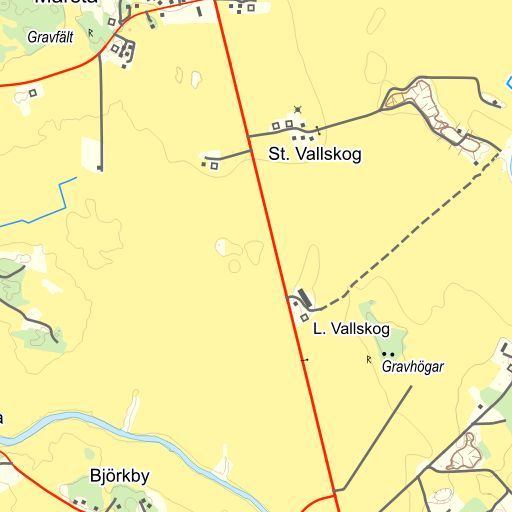 Gravfält
St. Vallskog
L. Vallskog
Gravhögar
Björkby